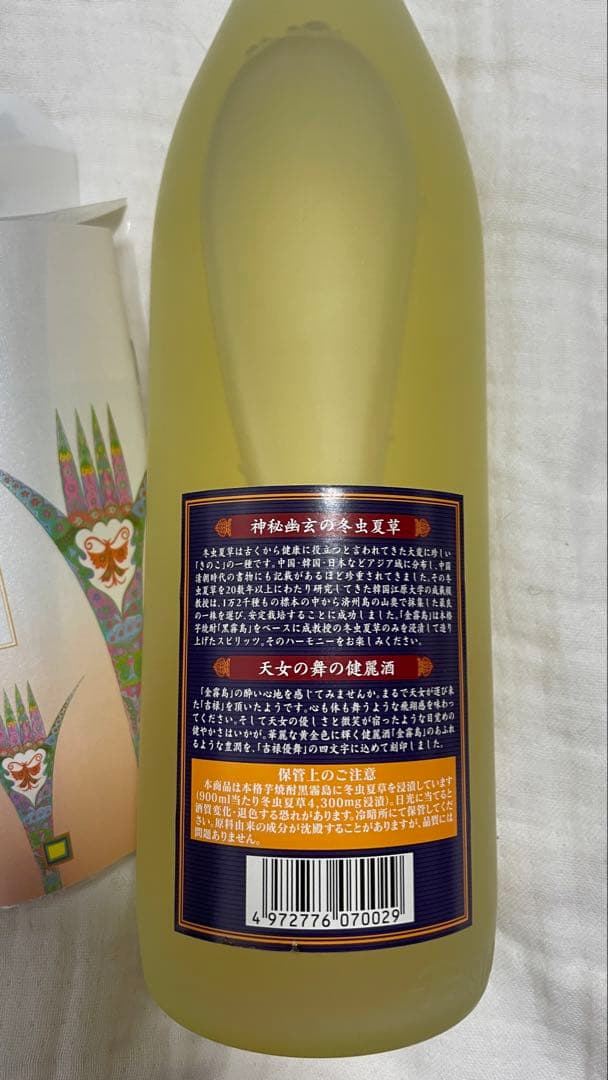 神秘幽玄の冬虫夏草
冬虫夏草は古くから健康に役立つと言われてきた大変に珍しい
「きのこ」の一種です。中国・韓国・日本などアジア域に分布し、中国
清朝時代の書物にも記載があるほど珍重されてきました。その冬
虫夏草を20数年以上にわたり研究してきた韓国江原大学の成載模
教授は、1万2千種もの標本の中から済州島の山奥で採集した最良
の一株を選び、安定栽培することに成功しました。「金霧島」は本格
芋焼酎「黒霧島」をベースに成教授の冬虫夏草のみを浸漬して造り
上げたスピリッツ。そのハーモニーをお楽しみください。
天女の舞の健麗酒
「金霧島」の酔い心地を感じてみませんか。まるで天女が選び来
た「吉禄」を頂いたようです。心も体も舞うような飛翔感を味わっ
てください。そして天女の優しさと微笑が宿ったような目覚めの
健やかさはいかが。華麗な黄金色に輝く健麗酒「金霧島」のあふれ
るような豊潤を、「吉禄優舞」の四文字に込めて刻印しました。
保管上のご注意
本商品は本格芋焼酎黒霧島に冬虫夏草を浸漬しています
(900ml当たり冬虫夏草4,300mg浸漬)。日光に当てると
酒質変化・退色する恐れがあります。冷暗所にて保管してくだ
さい。原料由来の成分が沈殿することがありますが、品質には
問題ありません。
4 972776 070029